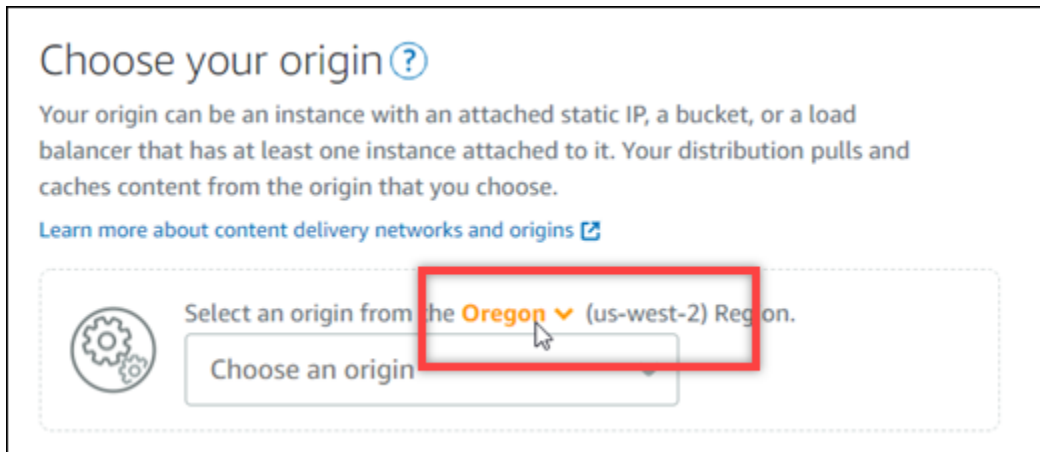 Choose your origin ?
Your origin can be an instance with an attached static IP, a bucket, or a load
balancer that has at least one instance attached to it. Your distribution pulls and
caches content from the origin that you choose.
Learn more about content delivery networks and origins
Select an origin from the Oregon (us-west-2) Region.
Choose an origin